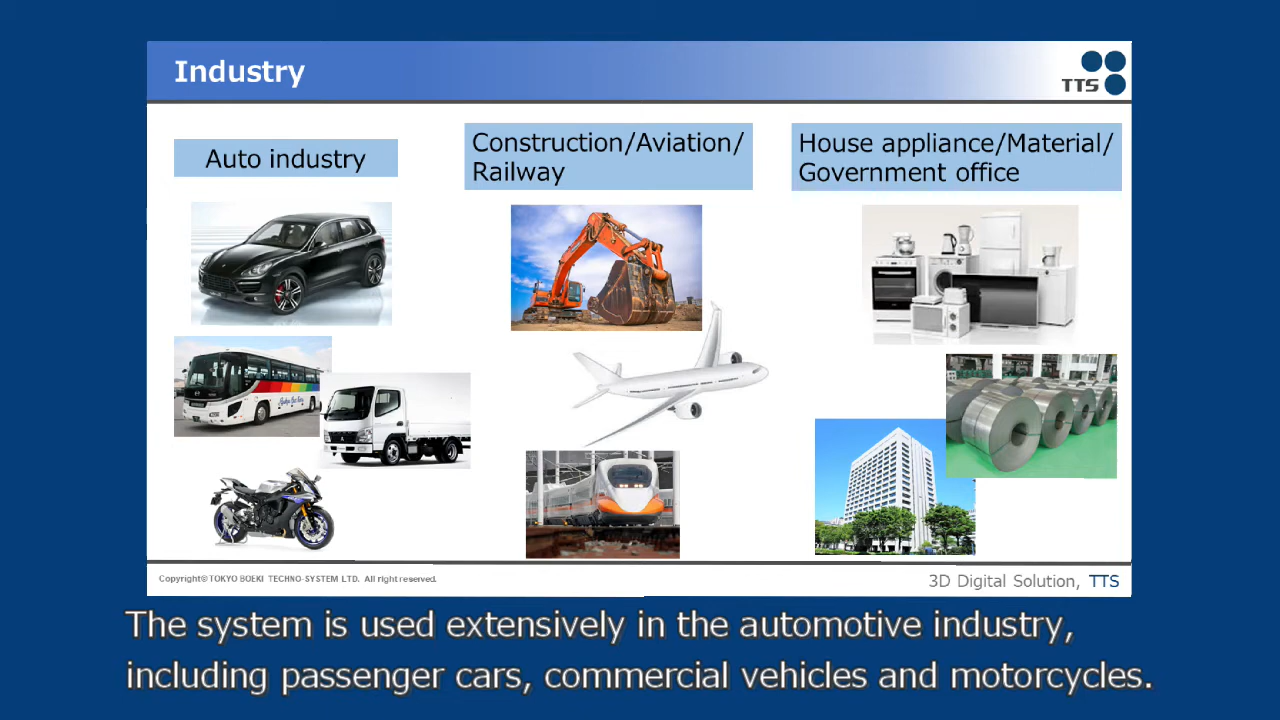 Industry
TTS
Auto industry
Construction/Aviation/
Railway
House appliance/Material/
Government office
Copyright© TOKYO BOEKI TECHNO-SYSTEM LTD. All right reserved.
3D Digital Solution, TTS
The system is used extensively in the automotive industry,
including passenger cars, commercial vehicles and motorcycles.